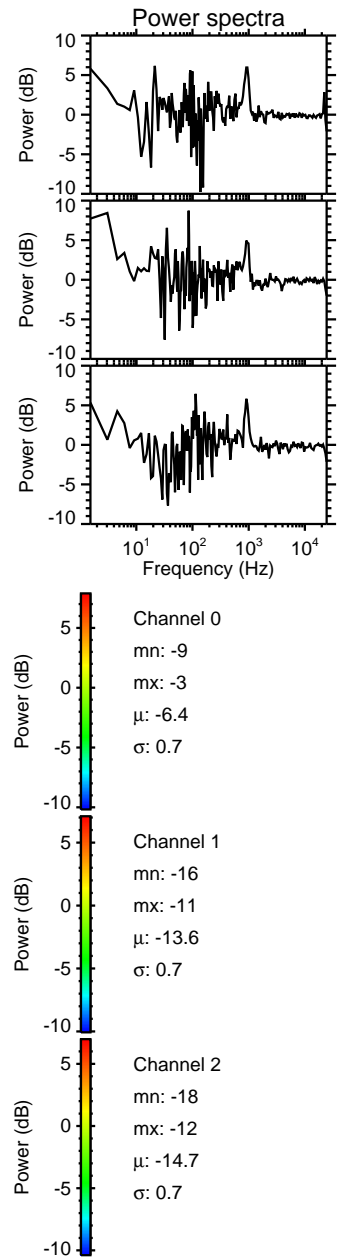 Power spectra
10
5
0
-5
-10
Power (dB)
10
5
0
-5
-10
Power (dB)
10
5
0
-5
-10
Power (dB)
10¹ 10² 10³ 10⁴
Frequency (Hz)
5
0
-5
-10
Power (dB)
Channel 0
mn: -9
mx: -3
μ: -6.4
σ: 0.7
5
0
-5
-10
Power (dB)
Channel 1
mn: -16
mx: -11
μ: -13.6
σ: 0.7
5
0
-5
-10
Power (dB)
Channel 2
mn: -18
mx: -12
μ: -14.7
σ: 0.7